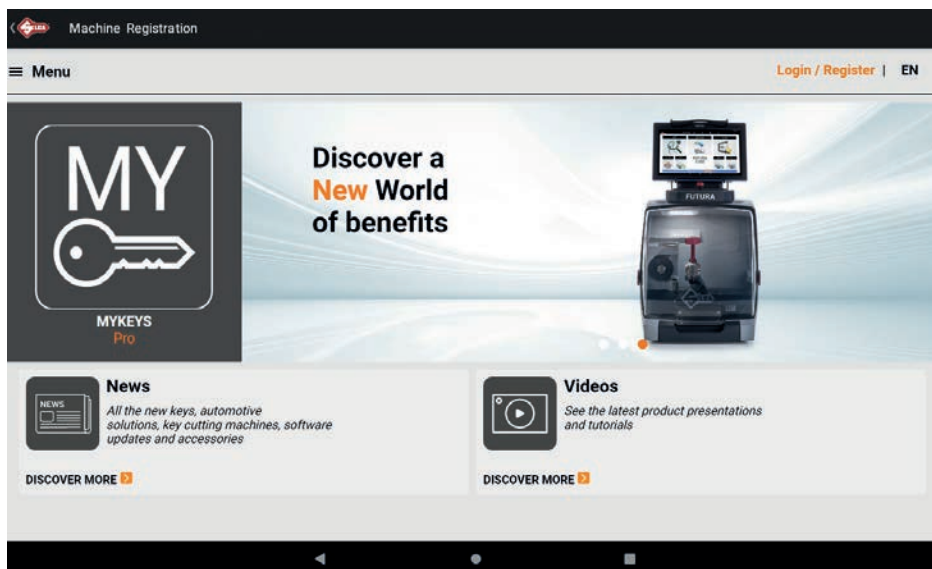 SILCA
Machine Registration
Menu
Login / Register | EN
MY
MYKEYS
Pro
Discover a
New World
of benefits
FUTURA
NEWS
News
All the new keys, automotive
solutions, key cutting machines, software
updates and accessories
DISCOVER MORE
Videos
See the latest product presentations
and tutorials
DISCOVER MORE